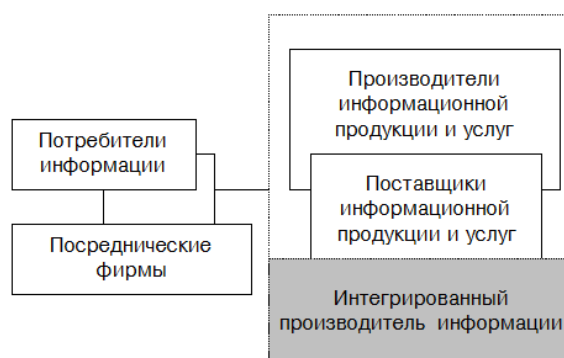 Потребители
информации
Посреднические
фирмы
Производители
информационной
продукции и услуг
Поставщики
информационной
продукции и услуг
Интегрированный
производитель информации